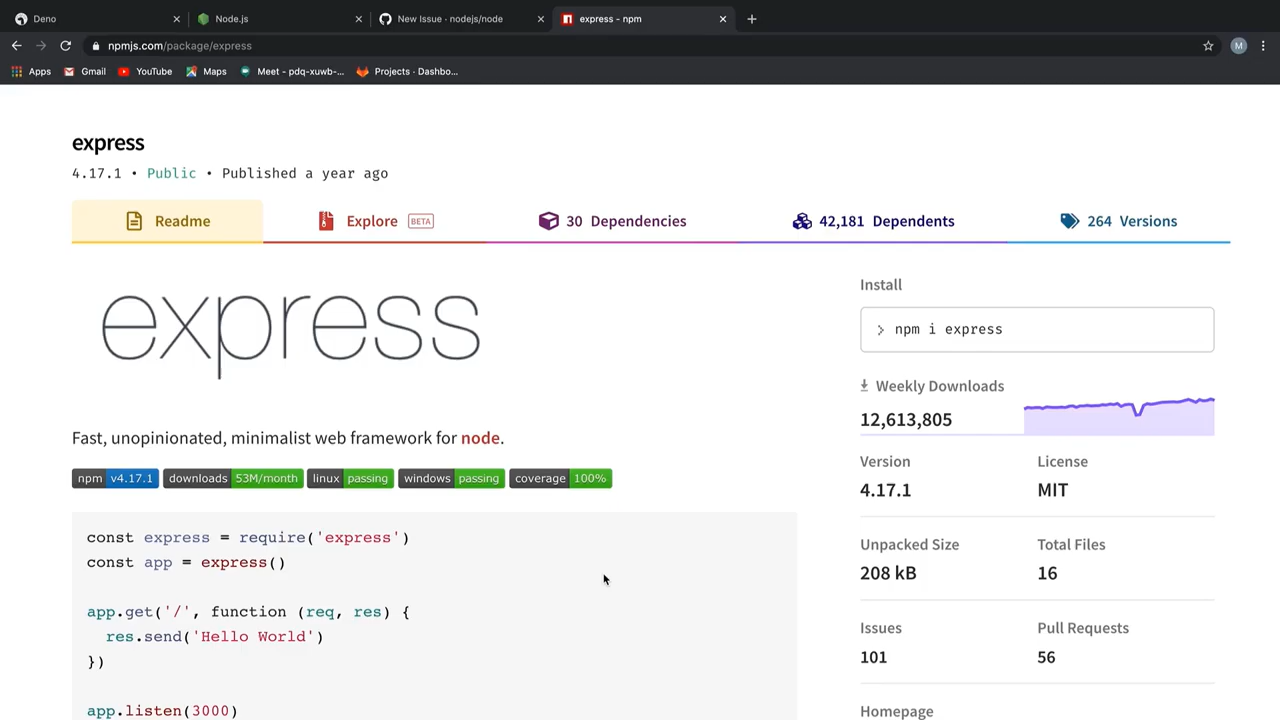 Deno
Node.js
New Issue · nodejs/node
express - npm
npmjs.com/package/express
M
Apps
Gmail
YouTube
Maps
Meet - pdq-xuwb-...
Projects · Dashbo...
express
4.17.1 • Public • Published a year ago
Readme
Explore BETA
30 Dependencies
42,181 Dependents
264 Versions
express
Fast, unopinionated, minimalist web framework for node.
npm v4.17.1
downloads 53M/month
linux passing
windows passing
coverage 100%
const express = require('express')
const app = express()
app.get('/', function (req, res) {
res.send('Hello World')
})
app.listen(3000)
Install
> npm i express
Weekly Downloads
12,613,805
Version
License
4.17.1
MIT
Unpacked Size
Total Files
208 kB
16
Issues
Pull Requests
101
56
Homepage